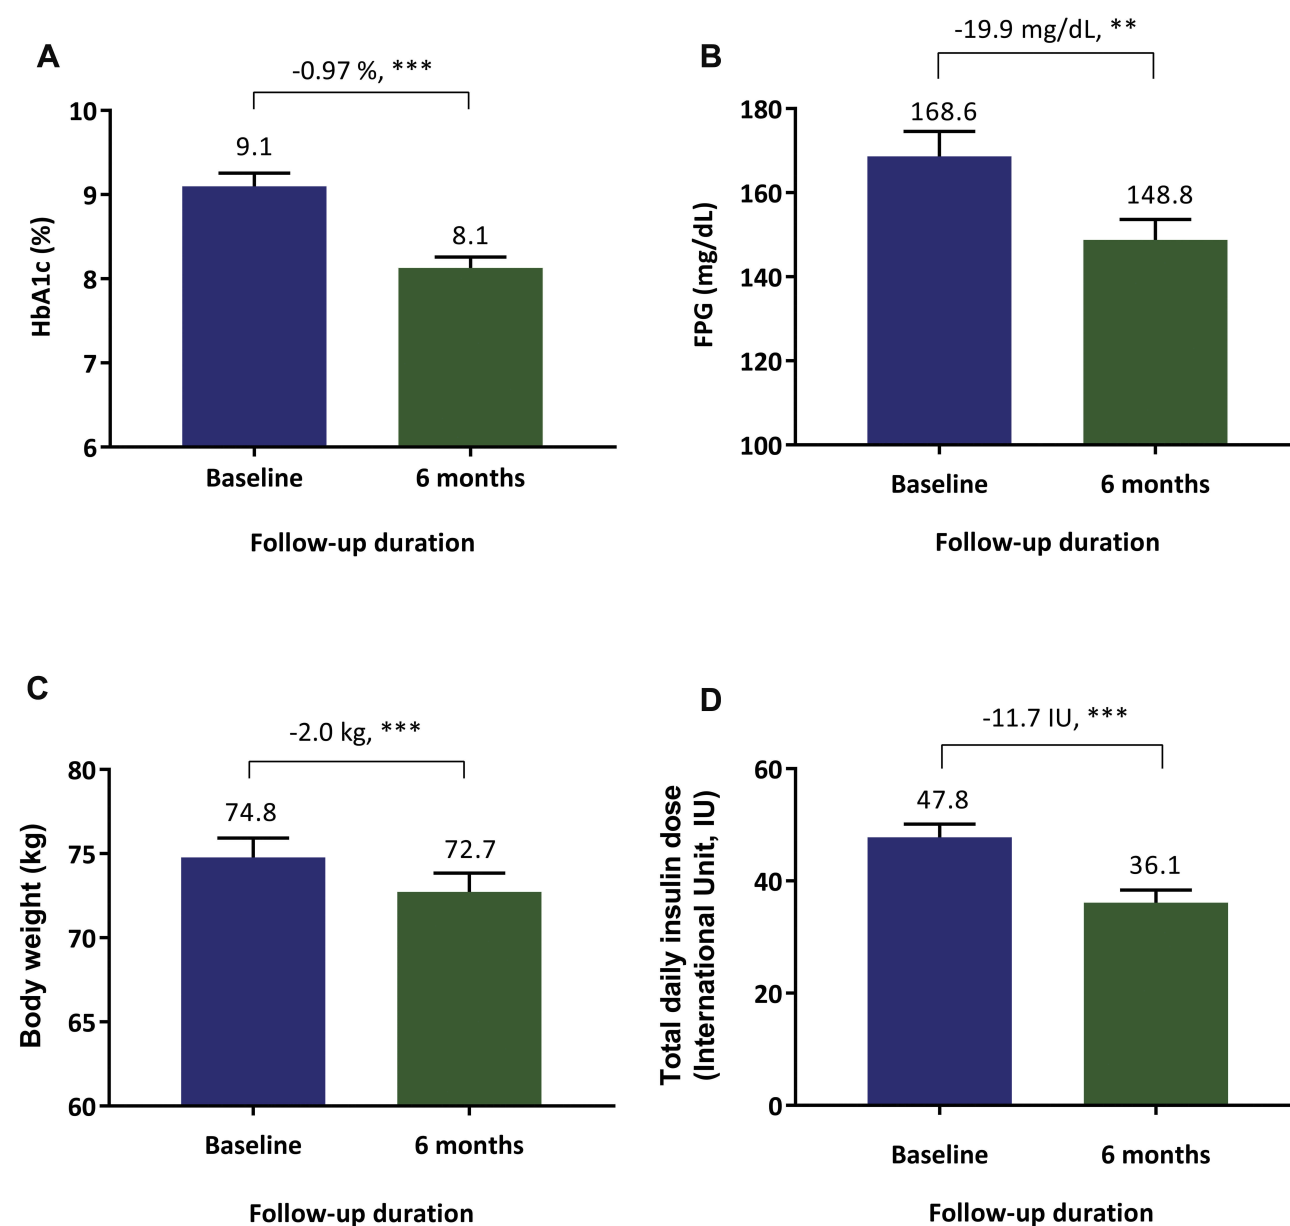 A
-0.97 %, ***
10
9
8
7
6
HbA1c (%)
9.1
8.1
Baseline
6 months
Follow-up duration
B
-19.9 mg/dL, **
180
160
140
120
100
FPG (mg/dL)
168.6
148.8
Baseline
6 months
Follow-up duration
C
-2.0 kg, ***
80
75
70
65
60
Body weight (kg)
74.8
72.7
Baseline
6 months
Follow-up duration
D
-11.7 IU, ***
60
40
20
0
Total daily insulin dose
(International Unit, IU)
47.8
36.1
Baseline
6 months
Follow-up duration